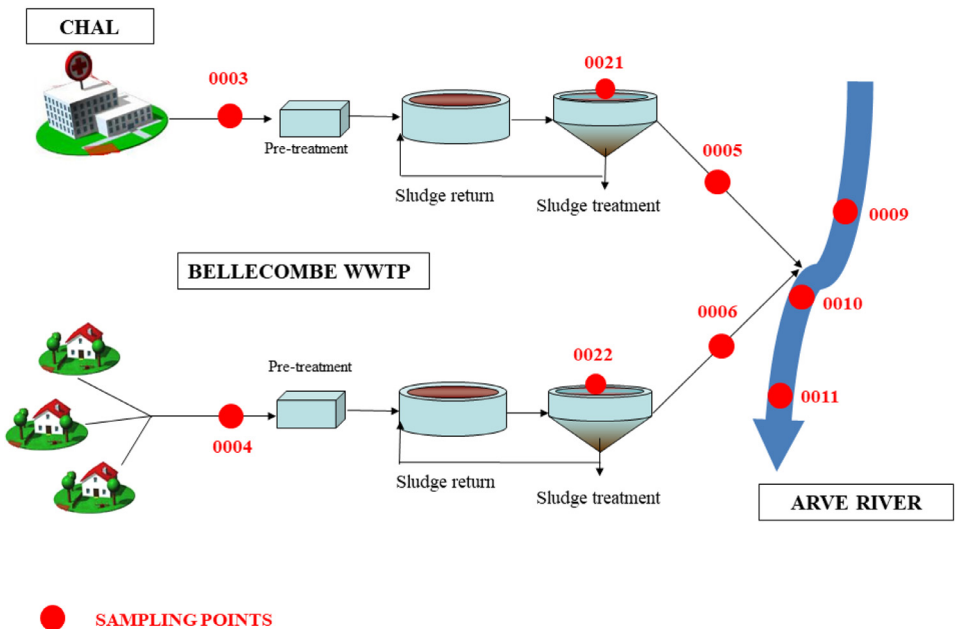 CHAL
0003
0021
Pre-treatment
0005
Sludge return
Sludge treatment
0009
BELLECOMBE WWTP
0010
0006
0022
Pre-treatment
0011
0004
Sludge return
Sludge treatment
ARVE RIVER
SAMPLING POINTS